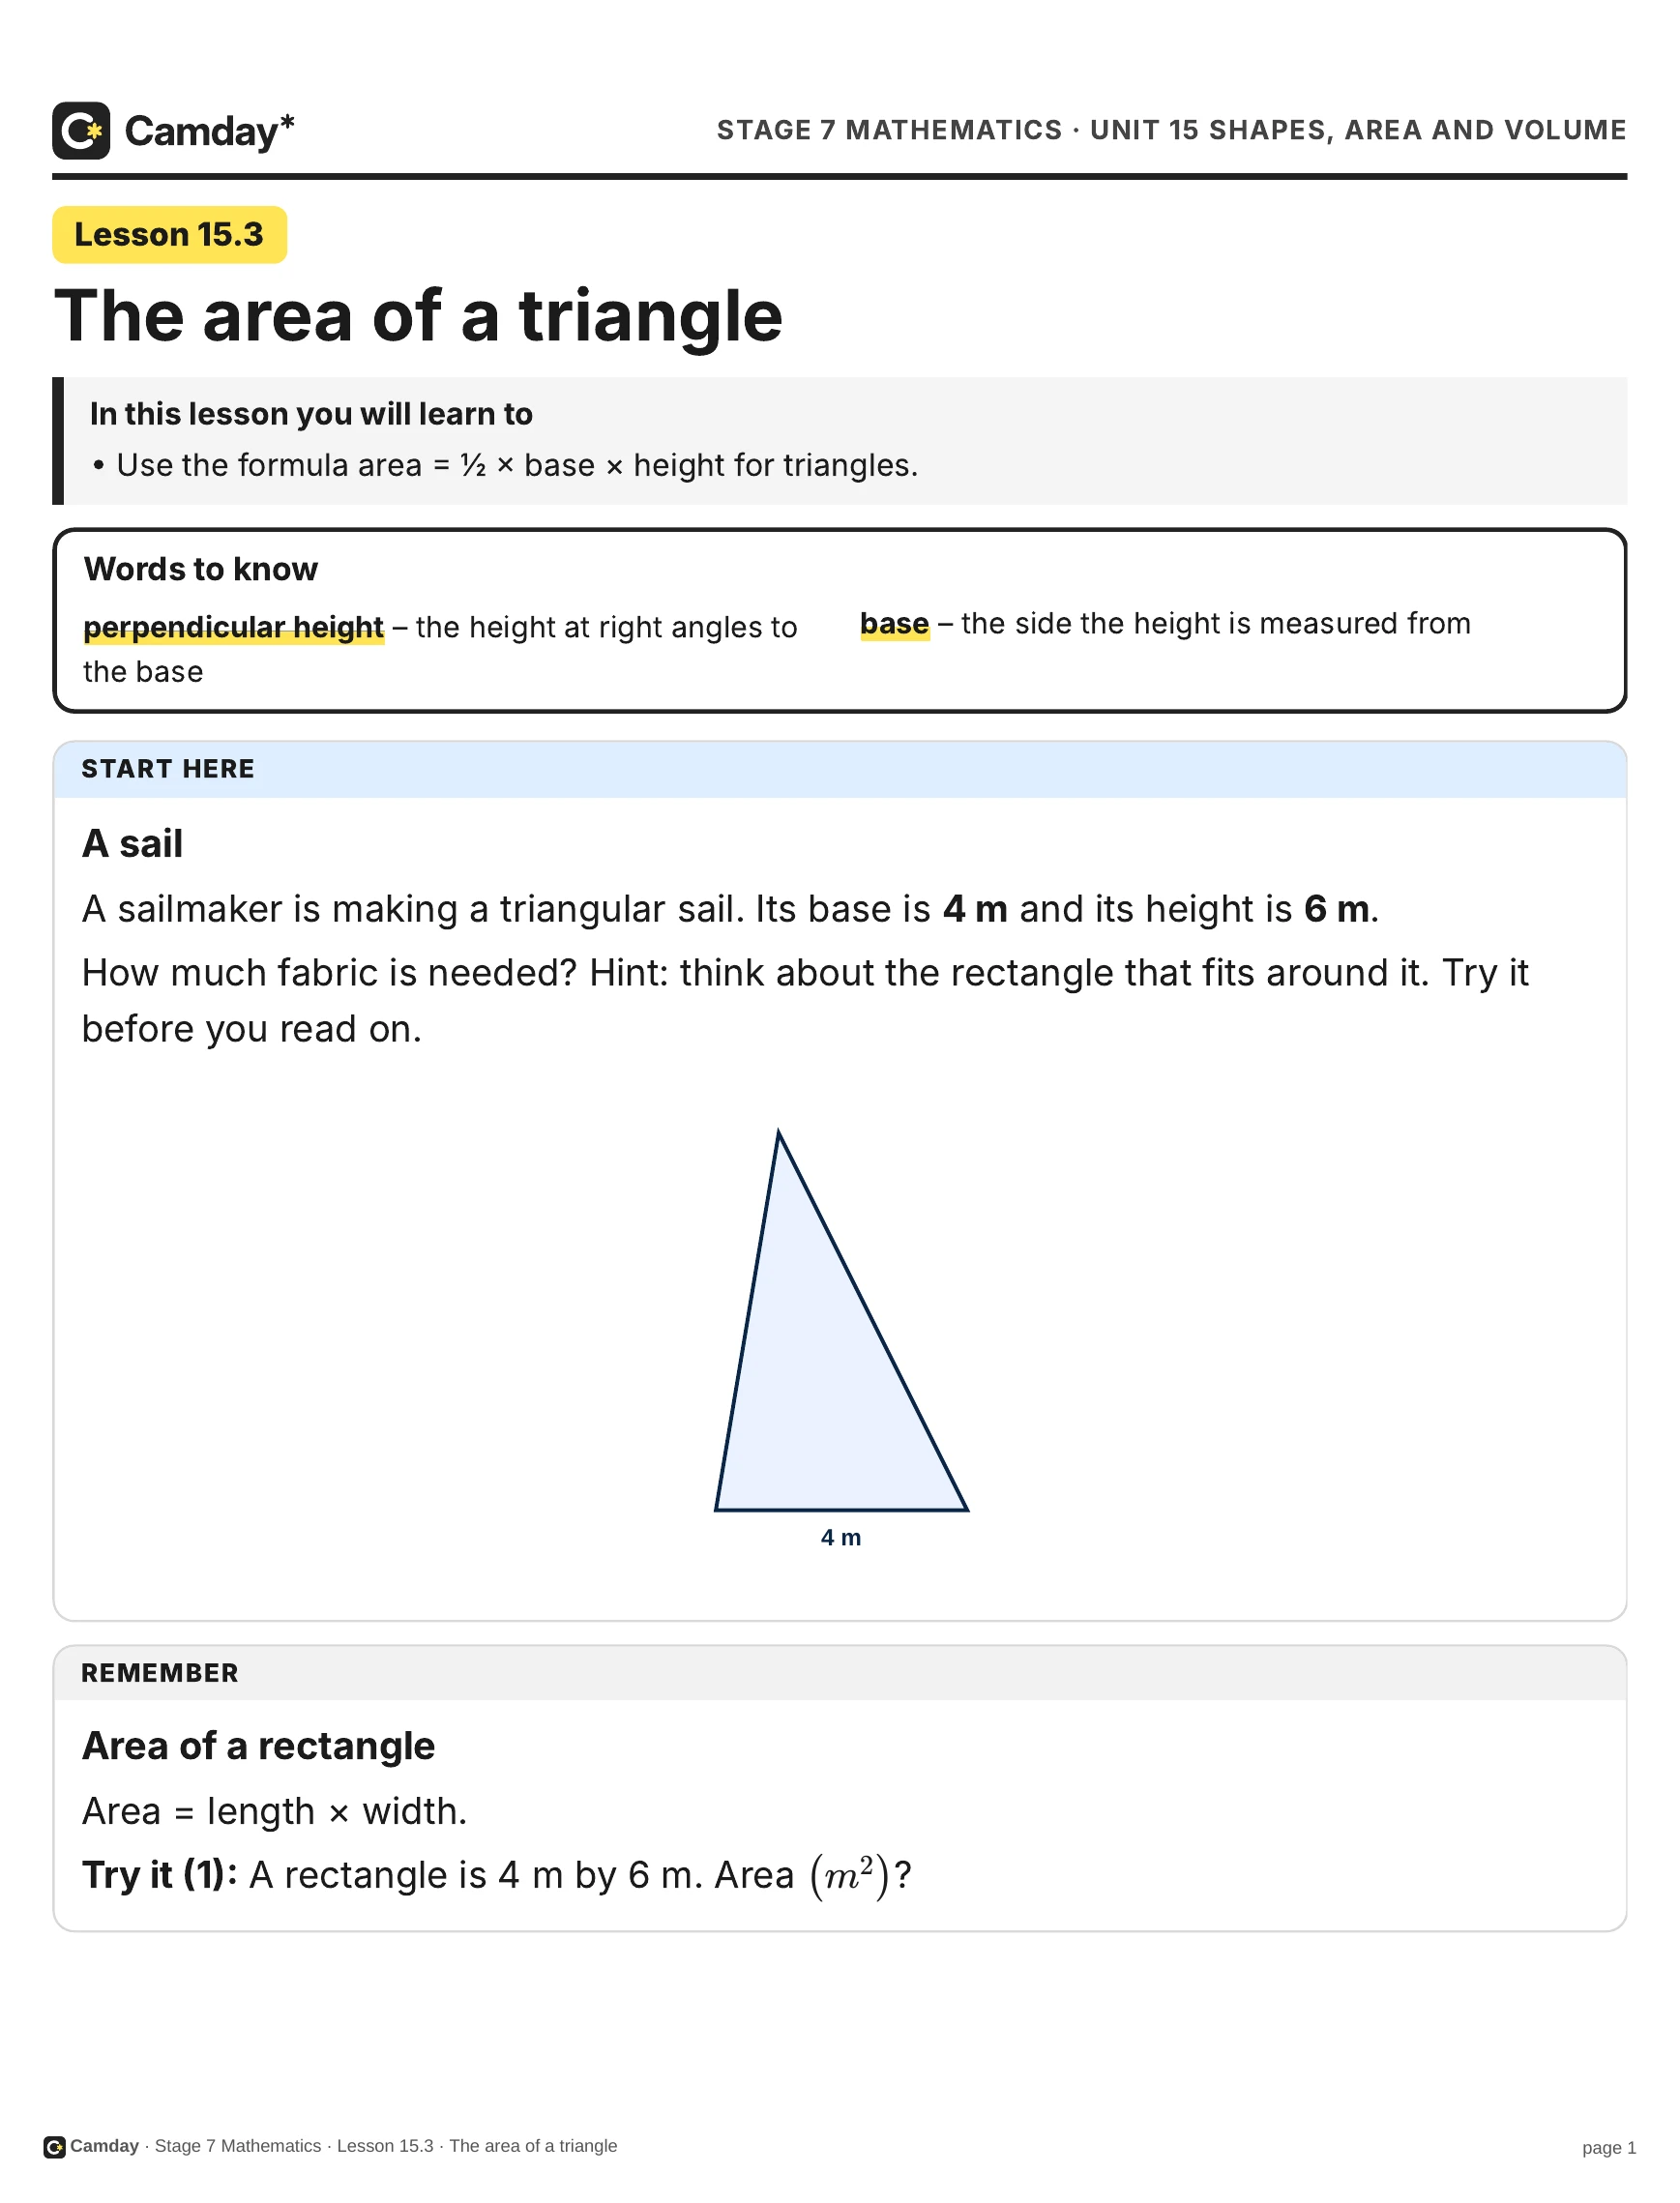 Camday*
STAGE 7 MATHEMATICS · UNIT 15 SHAPES, AREA AND VOLUME
Lesson 15.3
The area of a triangle
In this lesson you will learn to
• Use the formula area = ½ × base × height for triangles.
Words to know
perpendicular height – the height at right angles to
the base
base – the side the height is measured from
START HERE
A sail
A sailmaker is making a triangular sail. Its base is 4 m and its height is 6 m.
How much fabric is needed? Hint: think about the rectangle that fits around it. Try it
before you read on.
4 m
REMEMBER
Area of a rectangle
Area = length × width.
Try it (1): A rectangle is 4 m by 6 m. Area (m²)?
Camday · Stage 7 Mathematics · Lesson 15.3 · The area of a triangle
page 1